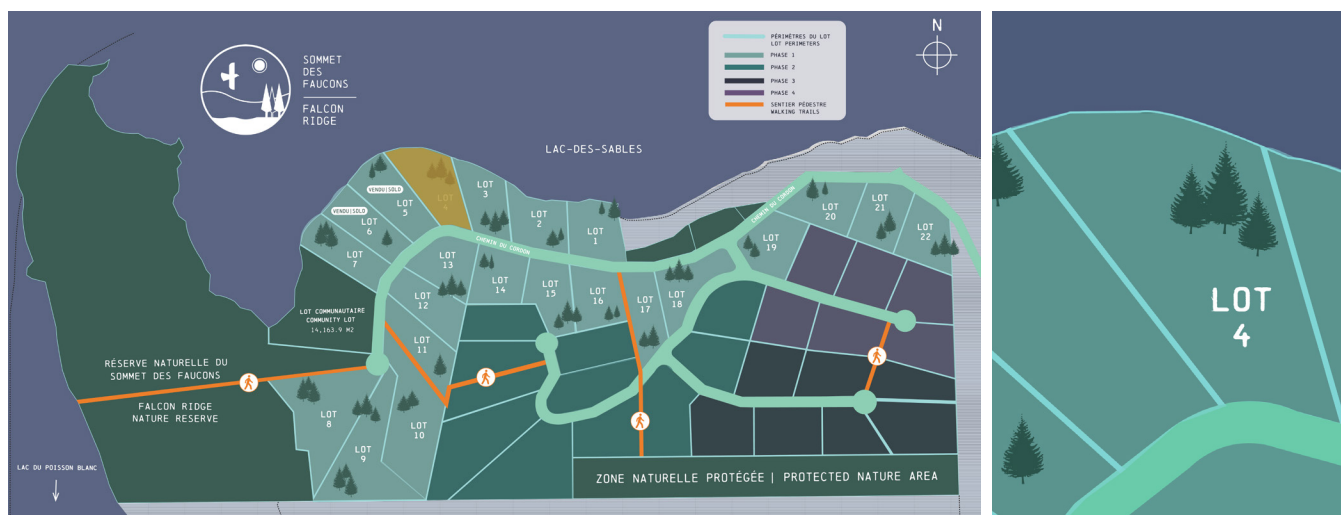 SOMMET
DES
FAUCONS
FALCON
RIDGE
PÉRIMÈTRES DU LOT
LOT PERIMETERS
PHASE 1
PHASE 2
PHASE 3
PHASE 4
SENTIER PÉDESTRE
WALKING TRAILS
N
LAC-DES-SABLES
LOT
1
LOT
2
LOT
3
LOT
4
VENDU|SOLD
LOT
5
VENDU|SOLD
LOT
6
LOT
7
LOT
8
LOT
9
LOT
10
LOT
11
LOT
12
LOT
13
LOT
14
LOT
15
LOT
16
LOT
17
LOT
18
LOT
19
LOT
20
LOT
21
LOT
22
CHEMIN DU CORDON
CHEMIN DU CORDON
LOT COMMUNAUTAIRE
COMMUNITY LOT
14,163.9 M2
RÉSERVE NATURELLE DU
SOMMET DES FAUCONS
FALCON RIDGE
NATURE RESERVE
LAC DU POISSON BLANC
ZONE NATURELLE PROTÉGÉE | PROTECTED NATURE AREA
LOT
4